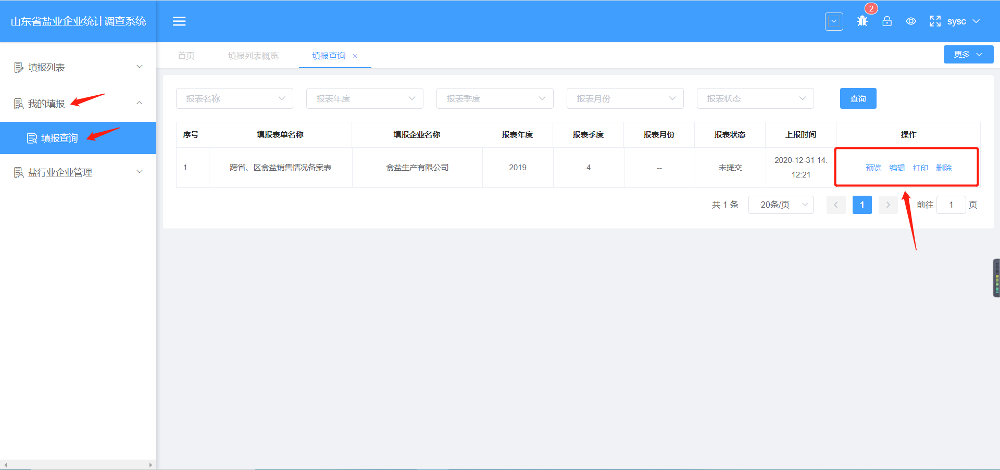 山东省盐业企业统计调查系统
2
sysc
填报列表
我的填报
填报查询
盐行业企业管理
首页
填报列表概览
填报查询
更多
报表名称
报表年度
报表季度
报表月份
报表状态
查询
序号 填报表单名称 填报企业名称 报表年度 报表季度 报表月份 报表状态 上报时间 操作
1 跨省、区食盐销售情况备案表 食盐生产有限公司 2019 4 -- 未提交 2020-12-31 14:
12:21
预览 编辑 打印 删除
共 1 条 20条/页 1 前往 1 页